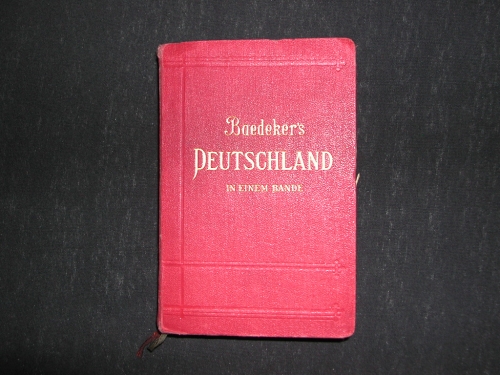 Baedeker's
DEUTSCHLAND
IN EINEM BANDE